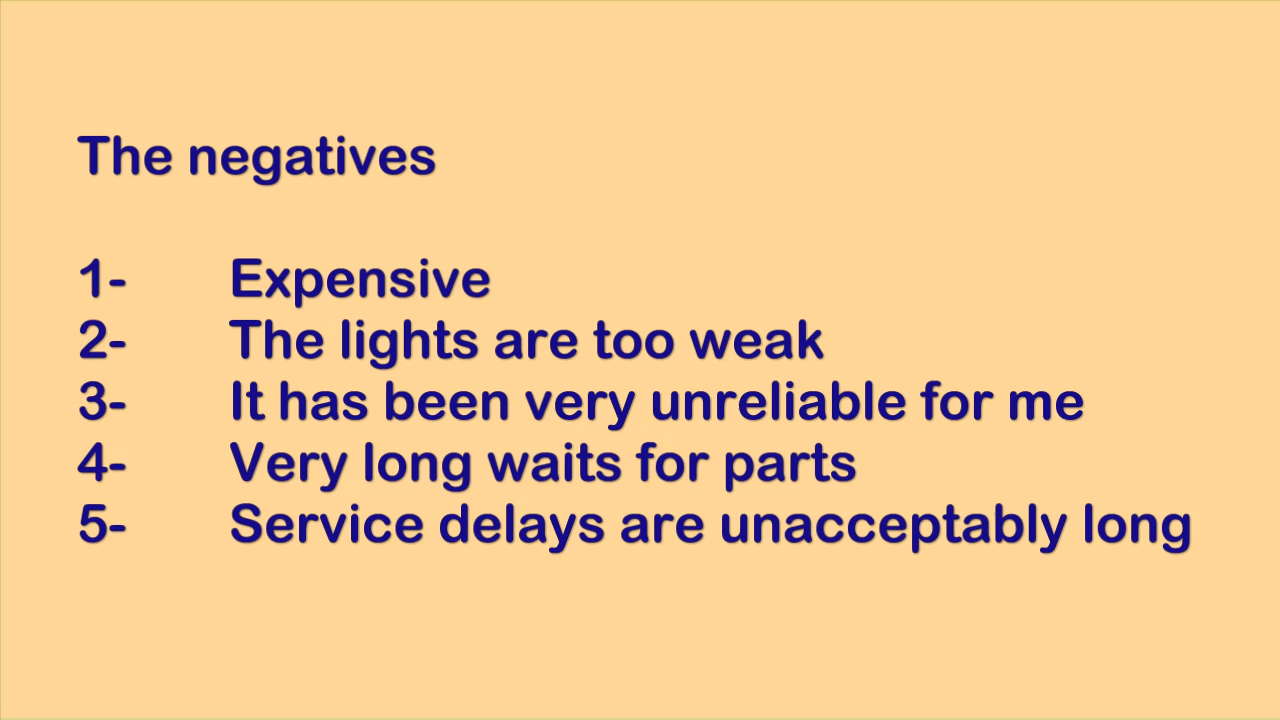 The negatives
1- Expensive
2- The lights are too weak
3- It has been very unreliable for me
4- Very long waits for parts
5- Service delays are unacceptably long